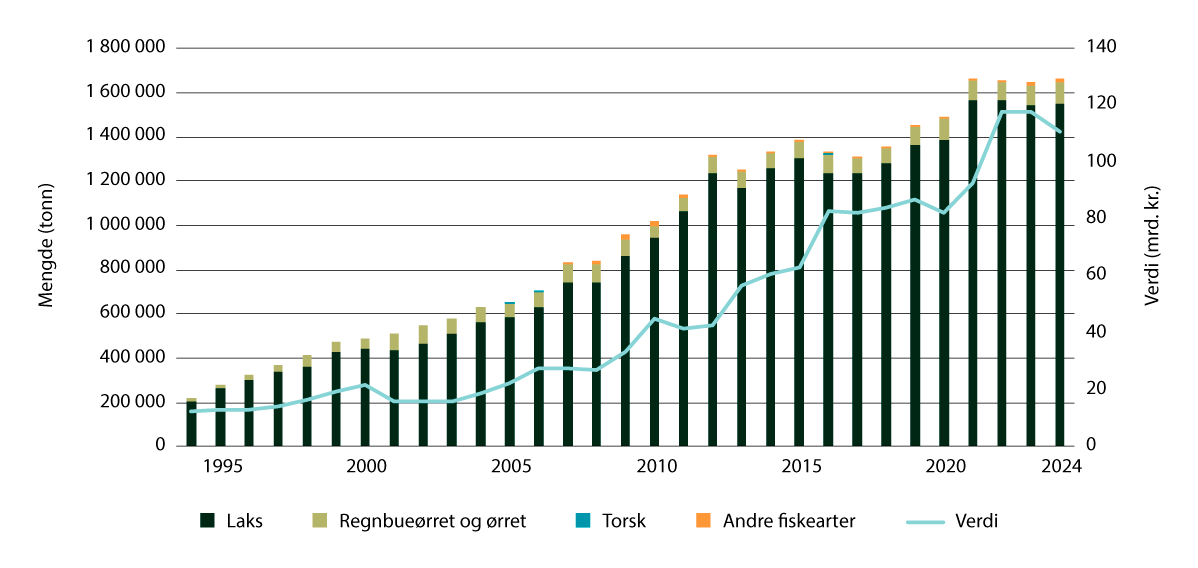 1 800 000
1 600 000
1 400 000
1 200 000
1 000 000
800 000
600 000
400 000
200 000
0
Mengde (tonn)
140
120
100
80
60
40
20
0
Verdi (mrd. kr.)
1995 2000 2005 2010 2015 2020 2024
Laks Regnbueørret og ørret Torsk Andre fiskearter Verdi